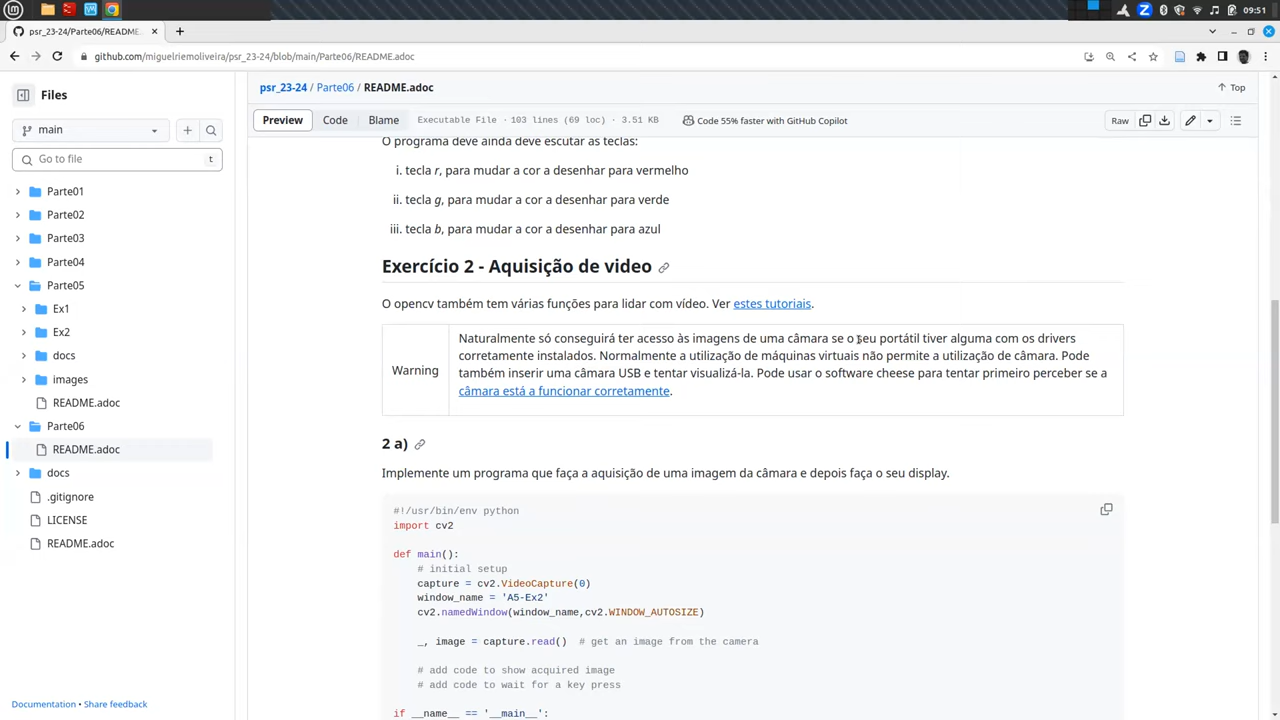 09:51
psr_23-24/Parte06/README.
github.com/miguelriemoliveira/psr_23-24/blob/main/Parte06/README.adoc
Files
main
Go to file
t
Parte01
Parte02
Parte03
Parte04
Parte05
Ex1
Ex2
docs
images
README.adoc
Parte06
README.adoc
docs
.gitignore
LICENSE
README.adoc
Documentation • Share feedback
psr_23-24 / Parte06 / README.adoc
Top
Preview
Code
Blame
Executable File · 103 lines (69 loc) · 3.51 KB
Code 55% faster with GitHub Copilot
Raw
O programa deve ainda deve escutar as teclas:
i. tecla r, para mudar a cor a desenhar para vermelho
ii. tecla g, para mudar a cor a desenhar para verde
iii. tecla b, para mudar a cor a desenhar para azul
Exercício 2 - Aquisição de video
O opencv também tem várias funções para lidar com vídeo. Ver estes tutoriais.
Warning
Naturalmente só conseguirá ter acesso às imagens de uma câmara se o seu portátil tiver alguma com os drivers
corretamente instalados. Normalmente a utilização de máquinas virtuais não permite a utilização de câmara. Pode
também inserir uma câmara USB e tentar visualizá-la. Pode usar o software cheese para tentar primeiro perceber se a
câmara está a funcionar corretamente.
2 a)
Implemente um programa que faça a aquisição de uma imagem da câmara e depois faça o seu display.
#!/usr/bin/env python
import cv2
def main():
# initial setup
capture = cv2.VideoCapture(0)
window_name = 'A5-Ex2'
cv2.namedWindow(window_name,cv2.WINDOW_AUTOSIZE)
_, image = capture.read()  # get an image from the camera
# add code to show acquired image
# add code to wait for a key press
if __name__ == '__main__':